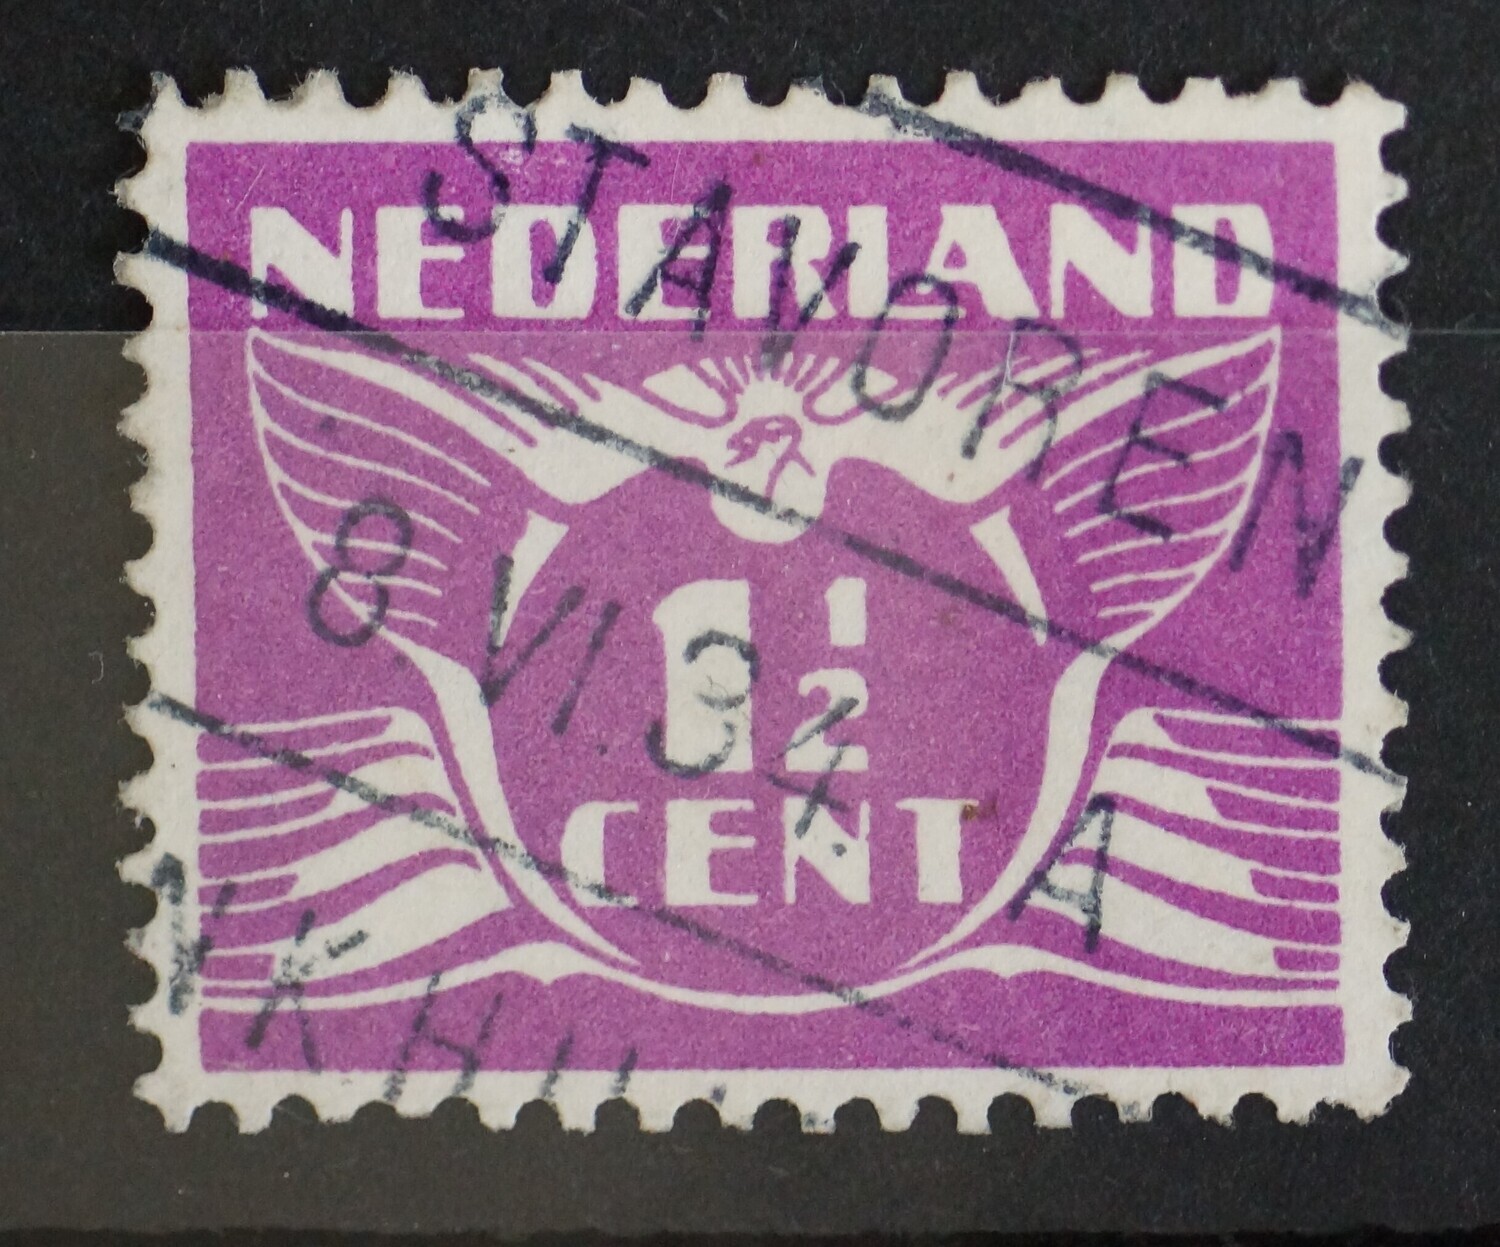 NEDERLAND
STAVOREN
8.VI.34.
1 1/2
CENT
A